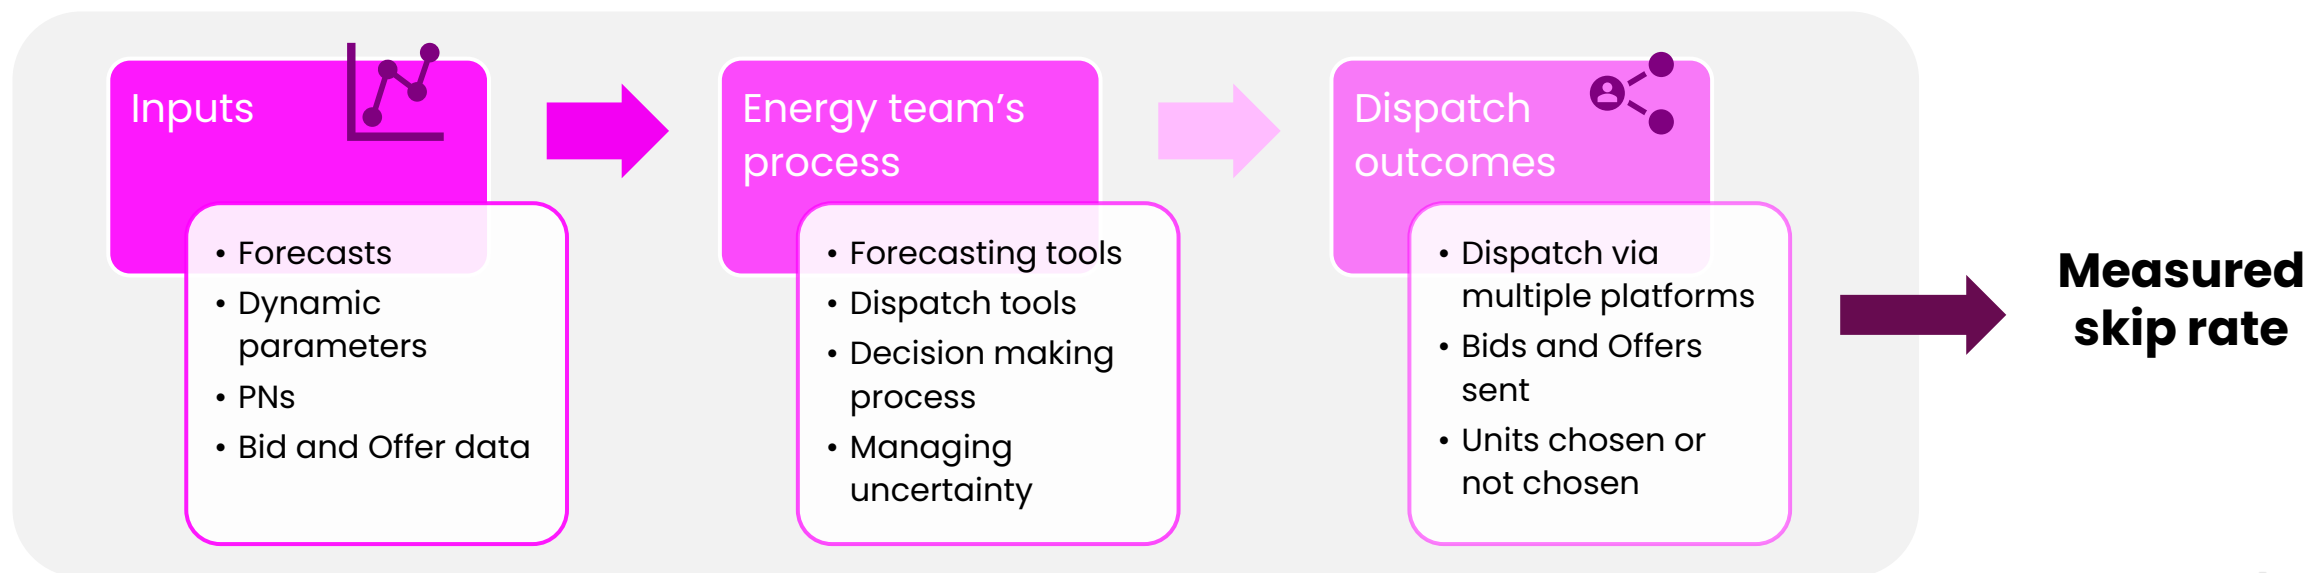 Inputs
• Forecasts
• Dynamic
parameters
• PNs
• Bid and Offer data
Energy team’s
process
• Forecasting tools
• Dispatch tools
• Decision making
process
• Managing
uncertainty
Dispatch
outcomes
• Dispatch via
multiple platforms
• Bids and Offers
sent
• Units chosen or
not chosen
Measured
skip rate